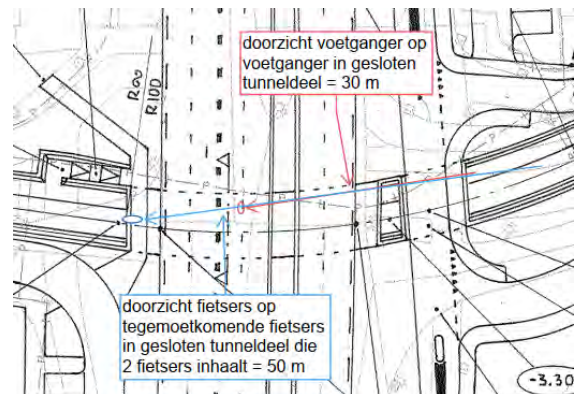 doorzicht voetganger op
voetganger in gesloten
tunneldeel = 30 m
R100
doorzicht fietsers op
tegemoetkomende fietsers
in gesloten tunneldeel die
2 fietsers inhaalt = 50 m
-3.30